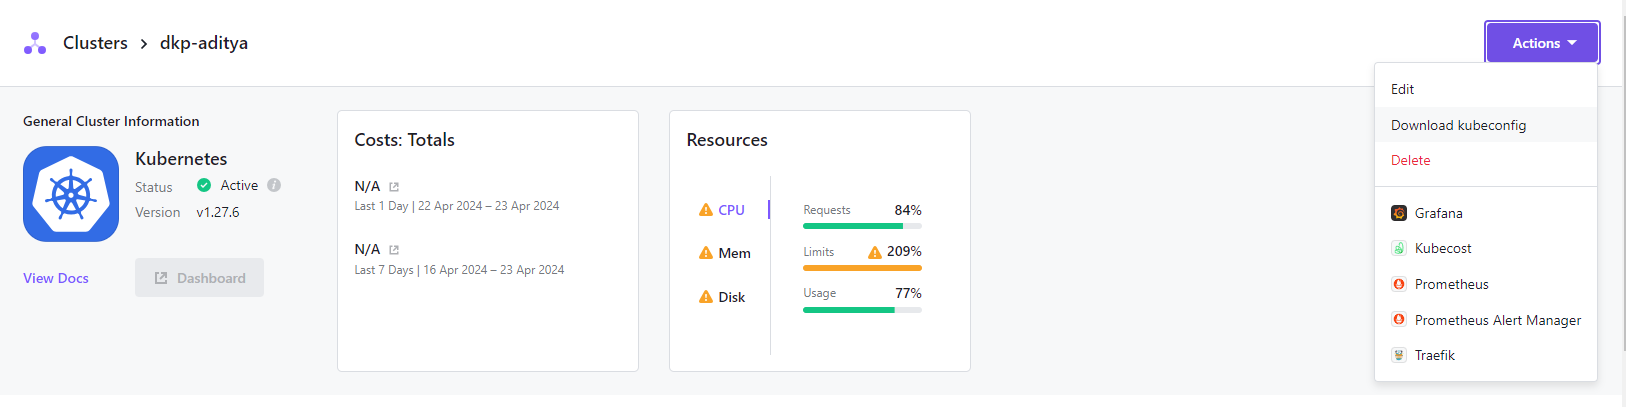 Clusters > dkp-aditya
Actions
Edit
Download kubeconfig
Delete
Grafana
Kubecost
Prometheus
Prometheus Alert Manager
Traefik
General Cluster Information
Kubernetes
Status Active
Version v1.27.6
View Docs
Dashboard
Costs: Totals
N/A
Last 1 Day | 22 Apr 2024 – 23 Apr 2024
N/A
Last 7 Days | 16 Apr 2024 – 23 Apr 2024
Resources
CPU
Mem
Disk
Requests 84%
Limits 209%
Usage 77%